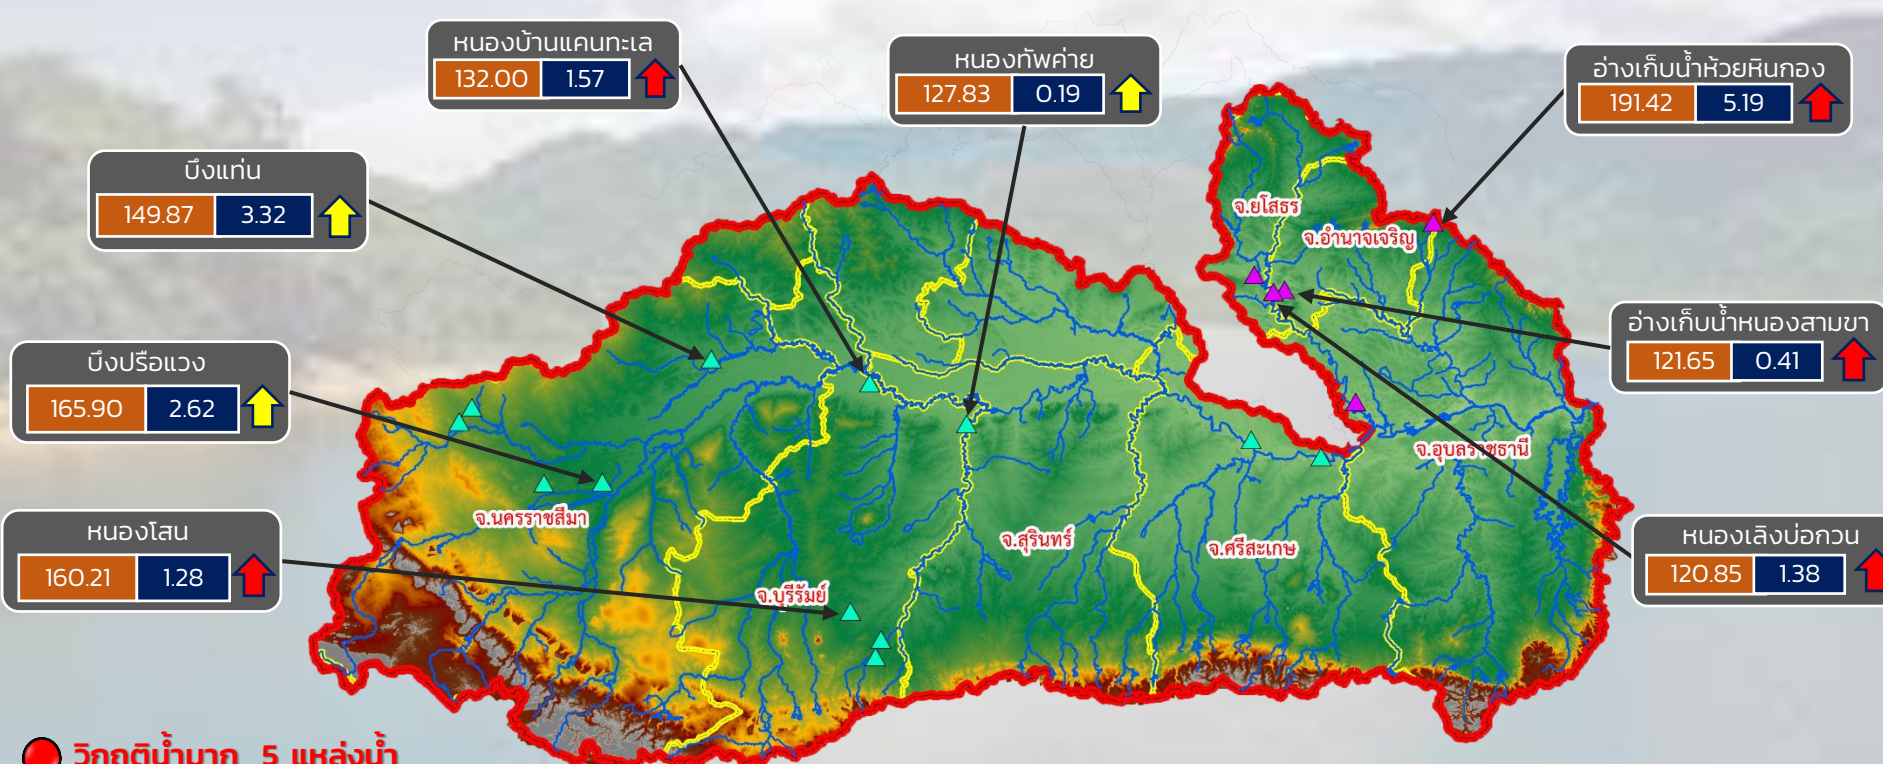 หนองบ้านแคนทะเล
132.00 1.57
หนองทัพค่าย
127.83 0.19
อ่างเก็บน้ำห้วยหินกอง
191.42 5.19
บึงแท่น
149.87 3.32
จ.ยโสธร
จ.อำนาจเจริญ
อ่างเก็บน้ำหนองสามขา
121.65 0.41
บึงปรือแวง
165.90 2.62
จ.อุบลราชธานี
จ.นครราชสีมา
หนองโสน
160.21 1.28
จ.สุรินทร์
จ.ศรีสะเกษ
หนองเลิงบ่อกวน
120.85 1.38
จ.บุรีรัมย์
วิกฤติน้ำมาก 5 แหล่งน้ำ